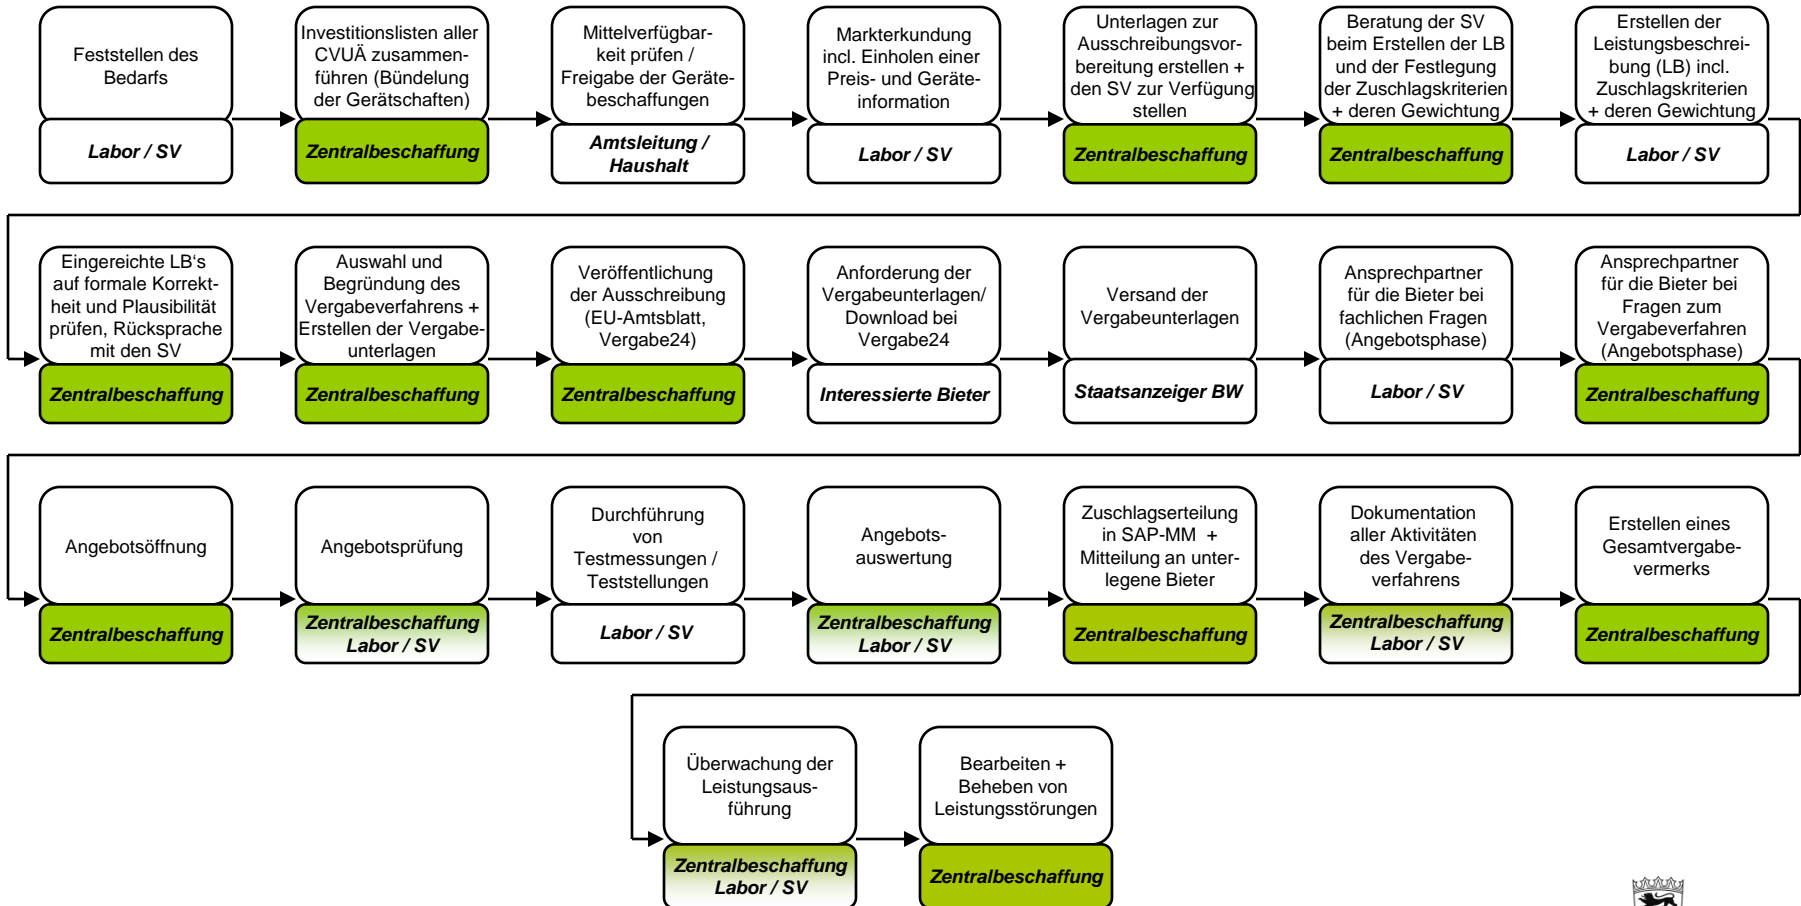 Feststellen des
Bedarfs
Labor / SV
Investitionslisten aller
CVUÄ zusammen-
führen (Bündelung
der Gerätschaften)
Zentralbeschaffung
Mittelverfügbar-
keit prüfen /
Freigabe der Geräte-
beschaffungen
Amtsleitung /
Haushalt
Markterkundung
incl. Einholen einer
Preis- und Geräte-
information
Labor / SV
Unterlagen zur
Ausschreibungsvor-
bereitung erstellen +
den SV zur Verfügung
stellen
Zentralbeschaffung
Beratung der SV
beim Erstellen der LB
und der Festlegung
der Zuschlagskriterien
+ deren Gewichtung
Zentralbeschaffung
Erstellen der
Leistungsbeschrei-
bung (LB) incl.
Zuschlagskriterien
+ deren Gewichtung
Labor / SV
Eingereichte LB's
auf formale Korrekt-
heit und Plausibilität
prüfen, Rücksprache
mit den SV
Zentralbeschaffung
Auswahl und
Begründung des
Vergabeverfahrens +
Erstellen der Vergabe-
unterlagen
Zentralbeschaffung
Veröffentlichung
der Ausschreibung
(EU-Amtsblatt,
Vergabe24)
Zentralbeschaffung
Anforderung der
Vergabeunterlagen/
Download bei
Vergabe24
Interessierte Bieter
Versand der
Vergabeunterlagen
Staatsanzeiger BW
Ansprechpartner
für die Bieter bei
fachlichen Fragen
(Angebotsphase)
Labor / SV
Ansprechpartner
für die Bieter bei
Fragen zum
Vergabeverfahren
(Angebotsphase)
Zentralbeschaffung
Angebotsöffnung
Zentralbeschaffung
Angebotsprüfung
Zentralbeschaffung
Labor / SV
Durchführung
von
Testmessungen /
Teststellungen
Labor / SV
Angebots-
auswertung
Zentralbeschaffung
Labor / SV
Zuschlagserteilung
in SAP-MM +
Mitteilung an unter-
legene Bieter
Zentralbeschaffung
Dokumentation
aller Aktivitäten
des Vergabe-
verfahrens
Zentralbeschaffung
Labor / SV
Erstellen eines
Gesamtvergabe-
vermerks
Zentralbeschaffung
Überwachung der
Leistungsaus-
führung
Zentralbeschaffung
Labor / SV
Bearbeiten +
Beheben von
Leistungsstörungen
Zentralbeschaffung